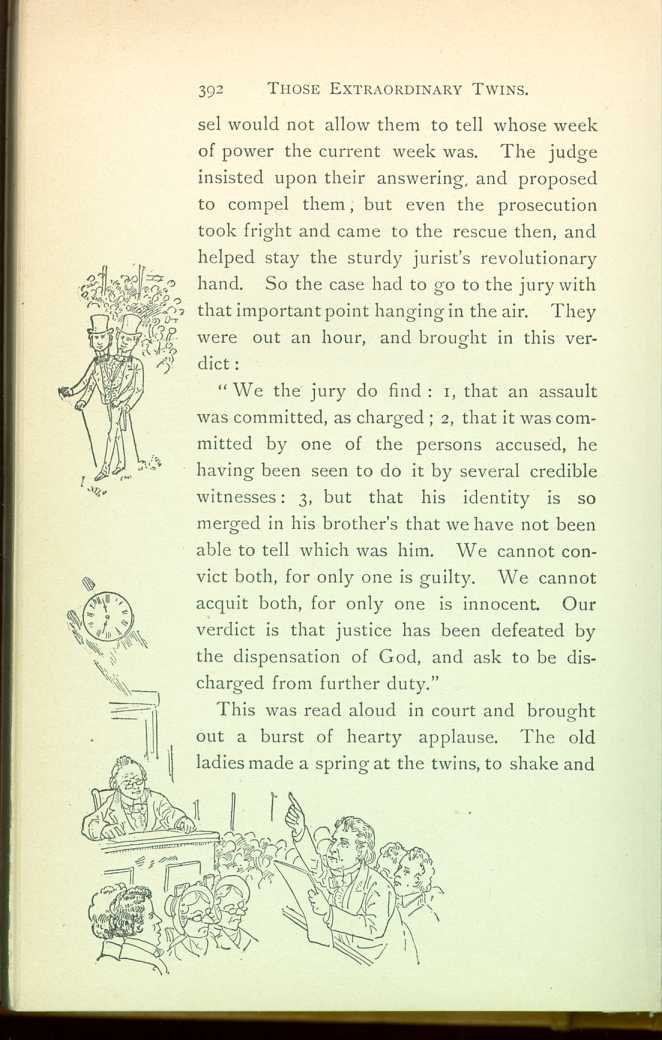 392 THOSE EXTRAORDINARY TWINS.
sel would not allow them to tell whose week
of power the current week was. The judge
insisted upon their answering, and proposed
to compel them, but even the prosecution
took fright and came to the rescue then, and
helped stay the sturdy jurist's revolutionary
hand. So the case had to go to the jury with
that important point hanging in the air. They
were out an hour, and brought in this ver-
dict :
" We the jury do find : 1, that an assault
was committed, as charged ; 2, that it was com-
mitted by one of the persons accused, he
having been seen to do it by several credible
witnesses : 3, but that his identity is so
merged in his brother's that we have not been
able to tell which was him. We cannot con-
vict both, for only one is guilty. We cannot
acquit both, for only one is innocent. Our
verdict is that justice has been defeated by
the dispensation of God, and ask to be dis-
charged from further duty."
This was read aloud in court and brought
out a burst of hearty applause. The old
ladies made a spring at the twins, to shake and